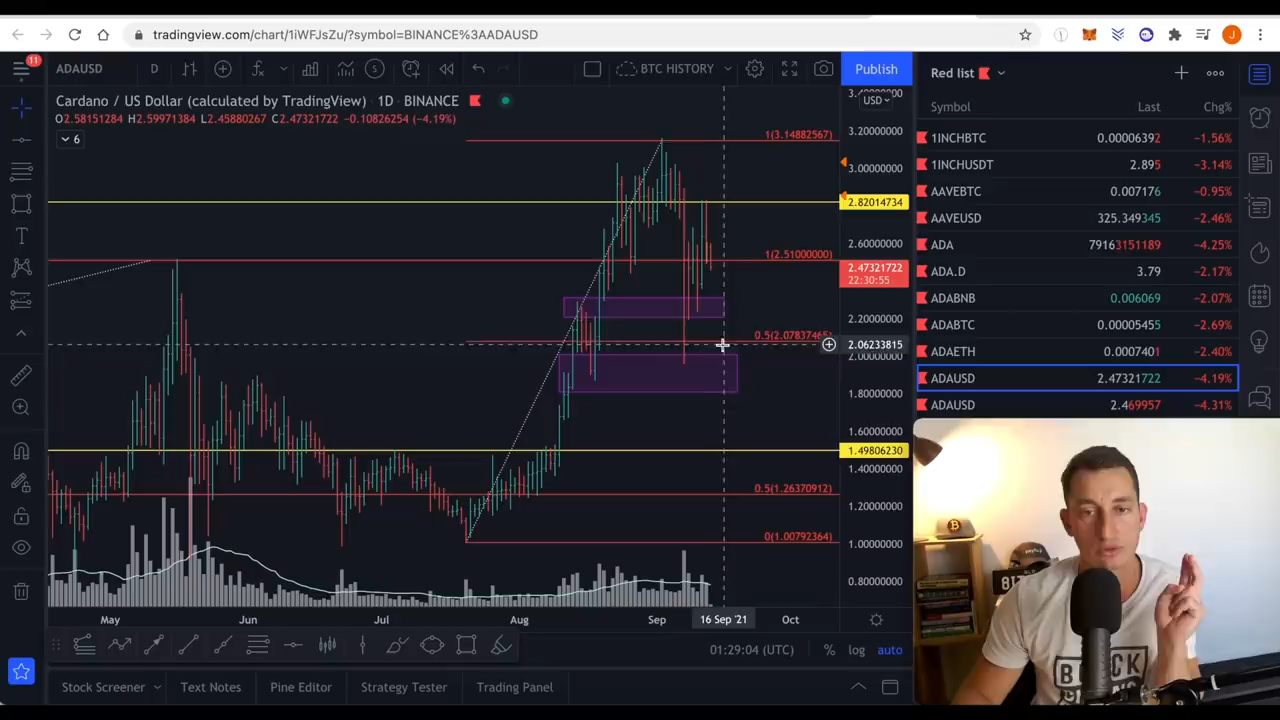 tradingview.com/chart/1iWFJsZu/?symbol=BINANCE%3AADAUSD
J
11
ADAUSD
D
BTC HISTORY
Publish
Red list
Cardano / US Dollar (calculated by TradingView) · 1D · BINANCE
USD
O2.58151284 H2.59971384 L2.45880267 C2.47321722 −0.10826254 (−4.19%)
6
Symbol Last Chg%
1INCHBTC 0.00006392 −1.56%
1INCHUSDT 2.895 −3.14%
AAVEBTC 0.007176 −0.95%
AAVEUSD 325.349345 −2.46%
ADA 79163151189 −4.25%
ADA.D 3.79 −2.17%
ADABNB 0.006069 −2.07%
ADABTC 0.00005455 −2.69%
ADAETH 0.0007401 −2.40%
ADAUSD 2.47321722 −4.19%
ADAUSD 2.469957 −4.31%
1(3.14882567)
1(2.51000000)
0.5(2.07837465)
0.5(1.26370912)
0(1.00792364)
3.20000000
3.00000000
2.82014734
2.60000000
2.47321722
22:30:55
2.20000000
2.06233815
2.00000000
1.80000000
1.60000000
1.49806230
1.40000000
1.20000000
1.00000000
0.80000000
May Jun Jul Aug Sep 16 Sep '21 Oct
01:29:04 (UTC) % log auto
Stock Screener Text Notes Pine Editor Strategy Tester Trading Panel
BIT